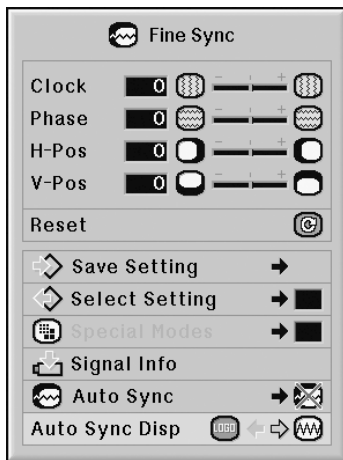 Fine Sync
Clock 0 - +
Phase 0 - +
H-Pos 0 - +
V-Pos 0 - +
Reset
Save Setting
Select Setting
Special Modes
Signal Info
Auto Sync
Auto Sync Disp LOGO